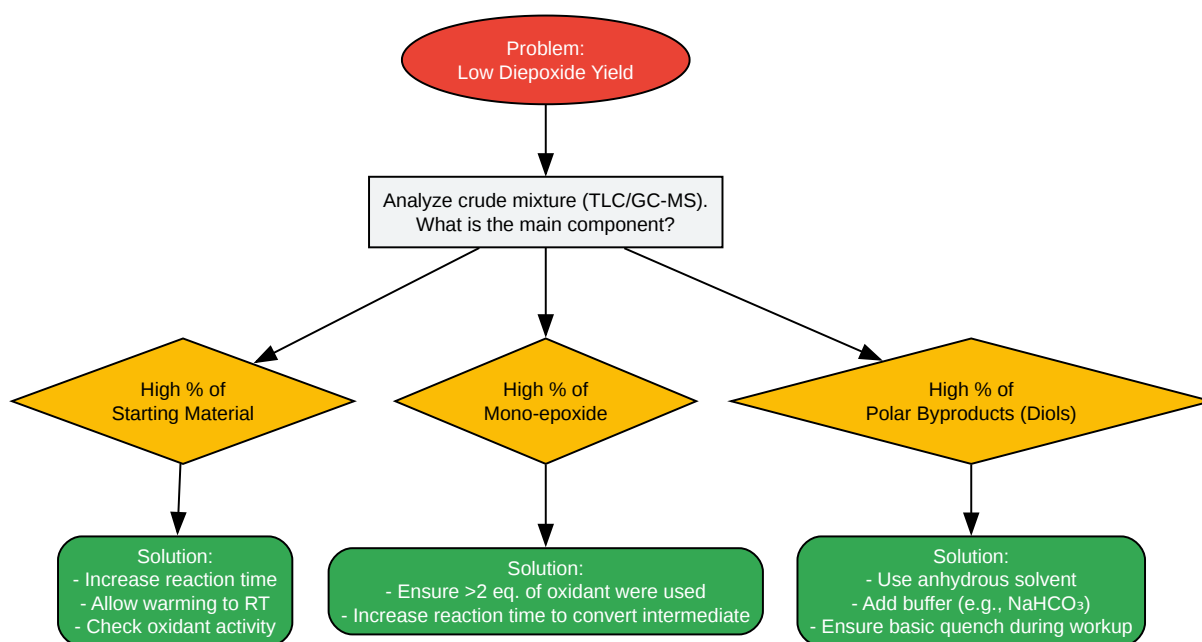 Problem:
Low Diepoxide Yield
Analyze crude mixture (TLC/GC-MS).
What is the main component?
High % of
Starting Material
High % of
Mono-epoxide
High % of
Polar Byproducts (Diols)
Solution:
- Increase reaction time
- Allow warming to RT
- Check oxidant activity
Solution:
- Ensure >2 eq. of oxidant were used
- Increase reaction time to convert intermediate
Solution:
- Use anhydrous solvent
- Add buffer (e.g., NaHCO₃)
- Ensure basic quench during workup